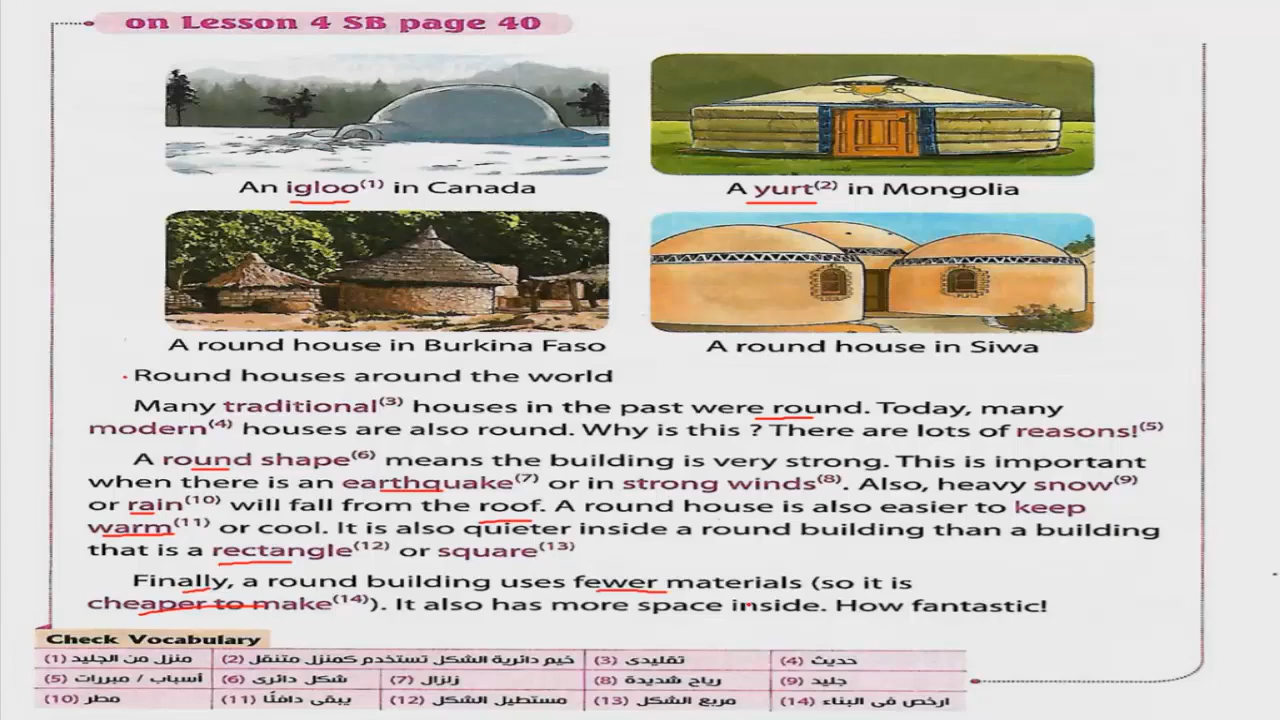 on Lesson 4 SB page 40
An igloo(1) in Canada
A yurt(2) in Mongolia
A round house in Burkina Faso
A round house in Siwa
Round houses around the world
Many traditional(3) houses in the past were round. Today, many
modern(4) houses are also round. Why is this ? There are lots of reasons!(5)
A round shape(6) means the building is very strong. This is important
when there is an earthquake(7) or in strong winds(8). Also, heavy snow(9)
or rain(10) will fall from the roof. A round house is also easier to keep
warm(11) or cool. It is also quieter inside a round building than a building
that is a rectangle(12) or square(13)
Finally, a round building uses fewer materials (so it is
cheaper to make(14)). It also has more space inside. How fantastic!
Check Vocabulary
(1) منزل من الجليد (2) خيم دائرية الشكل تستخدم كمنزل متنقل (3) تقليدى (4) حديث
(5) أسباب / مبررات (6) شكل دائرى (7) زلزال (8) رياح شديدة (9) جليد
(10) مطر (11) يبقى دافئًا (12) مستطيل الشكل (13) مربع الشكل (14) ارخص فى البناء